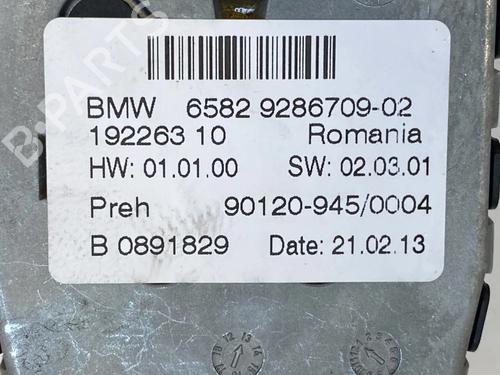 BMW 6582 9286709-02
192263 10 Romania
HW: 01.01.00 SW: 02.03.01
Preh 90120-945/0004
B 0891829 Date: 21.02.13
B-PARTS